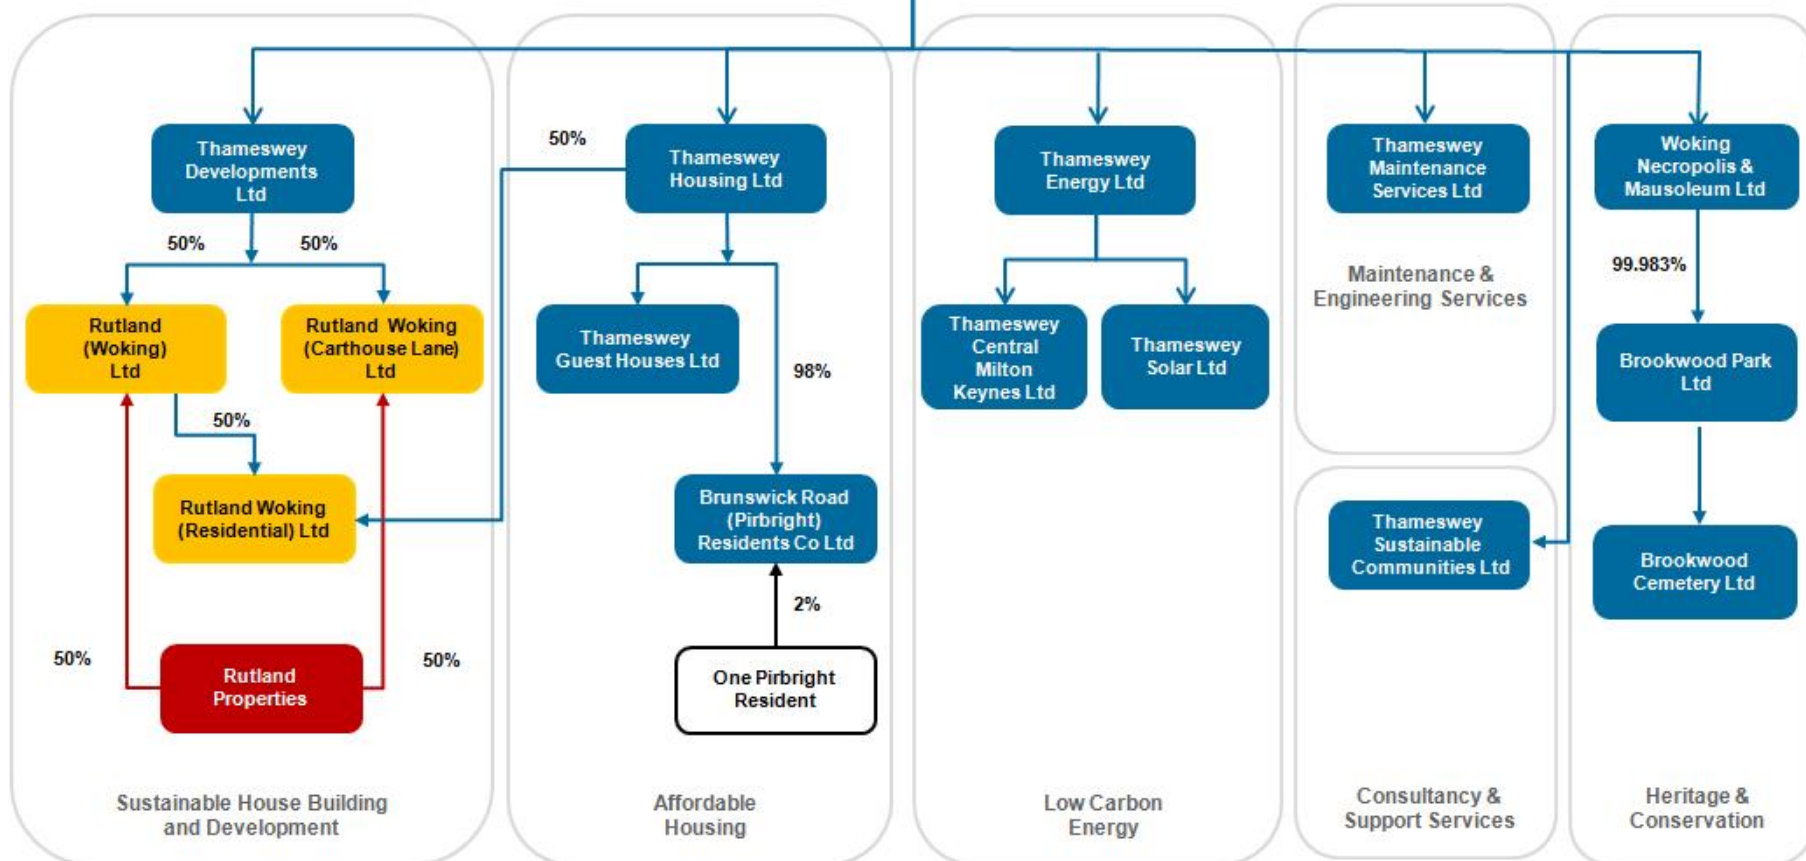 50%
Thameswey
Developments
Ltd
Thameswey
Housing Ltd
Thameswey
Energy Ltd
Thameswey
Maintenance
Services Ltd
Woking
Necropolis &
Mausoleum Ltd
50%
50%
99.983%
Maintenance &
Engineering Services
Rutland
(Woking)
Ltd
Rutland Woking
(Carthouse Lane)
Ltd
Thameswey
Guest Houses Ltd
98%
Thameswey
Central
Milton
Keynes Ltd
Thameswey
Solar Ltd
Brookwood Park
Ltd
50%
Rutland Woking
(Residential) Ltd
Brunswick Road
(Pirbright)
Residents Co Ltd
Thameswey
Sustainable
Communities Ltd
Brookwood
Cemetery Ltd
2%
50%
Rutland
Properties
50%
One Pirbright
Resident
Sustainable House Building
and Development
Affordable
Housing
Low Carbon
Energy
Consultancy &
Support Services
Heritage &
Conservation